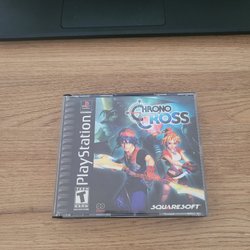 PlayStation
CHRONO
CROSS
T
SQUARESOFT